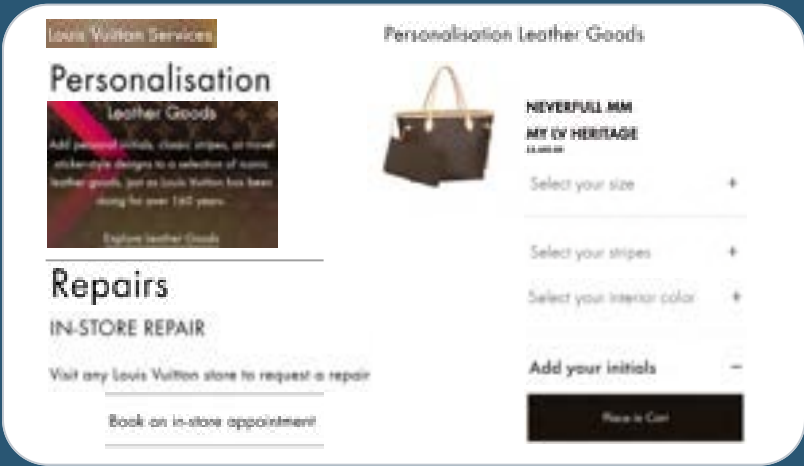 Louis Vuitton Services
Personalisation
Leather Goods
Add personal initials, classic stripes, or travel
sticker-style designs to a selection of iconic
leather goods, just as Louis Vuitton has been
doing for over 160 years.
Explore Leather Goods
Repairs
IN-STORE REPAIR
Visit any Louis Vuitton store to request a repair
Book an in-store appointment
Personalisation Leather Goods
NEVERFULL MM
MY LV HERITAGE
Select your size +
Select your stripes +
Select your interior color +
Add your initials −
Place in Cart